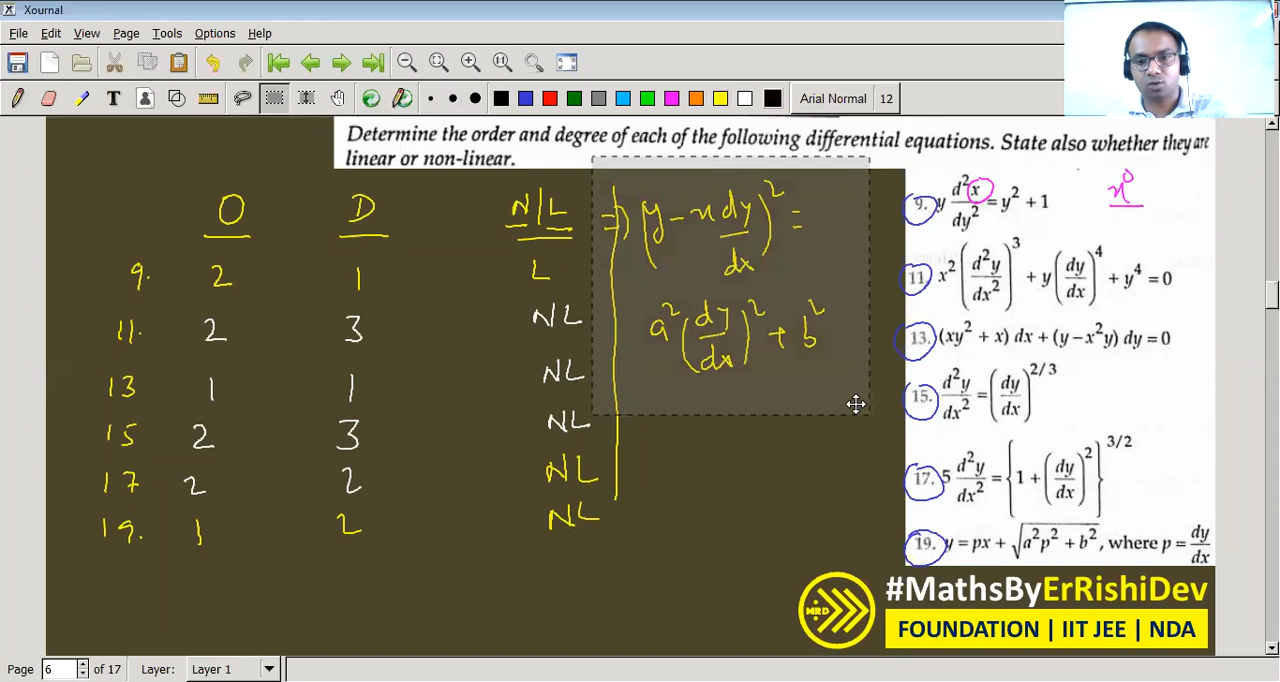 Xournal
File Edit View Page Tools Options Help
Arial Normal 12
Determine the order and degree of each of the following differential equations. State also whether they are
linear or non-linear.
O D N|L
9. 2 1 L
11. 2 3 NL
13 1 1 NL
15 2 3 NL
17 2 2 NL
19. 1 2 NL
⇒ (y - x dy/dx)² =
a² (dy/dx)² + b²
9. y d²x/dy² = y² + 1
x⁰
11. x² (d²y/dx²)³ + y (dy/dx)⁴ + y⁴ = 0
13. (xy² + x) dx + (y – x²y) dy = 0
15. d²y/dx² = (dy/dx)^2/3
17. 5 d²y/dx² = {1 + (dy/dx)²}^3/2
19. y = px + √(a²p² + b²), where p = dy/dx
MRD
#MathsByErRishiDev
FOUNDATION | IIT JEE | NDA
Page 6 of 17 Layer: Layer 1